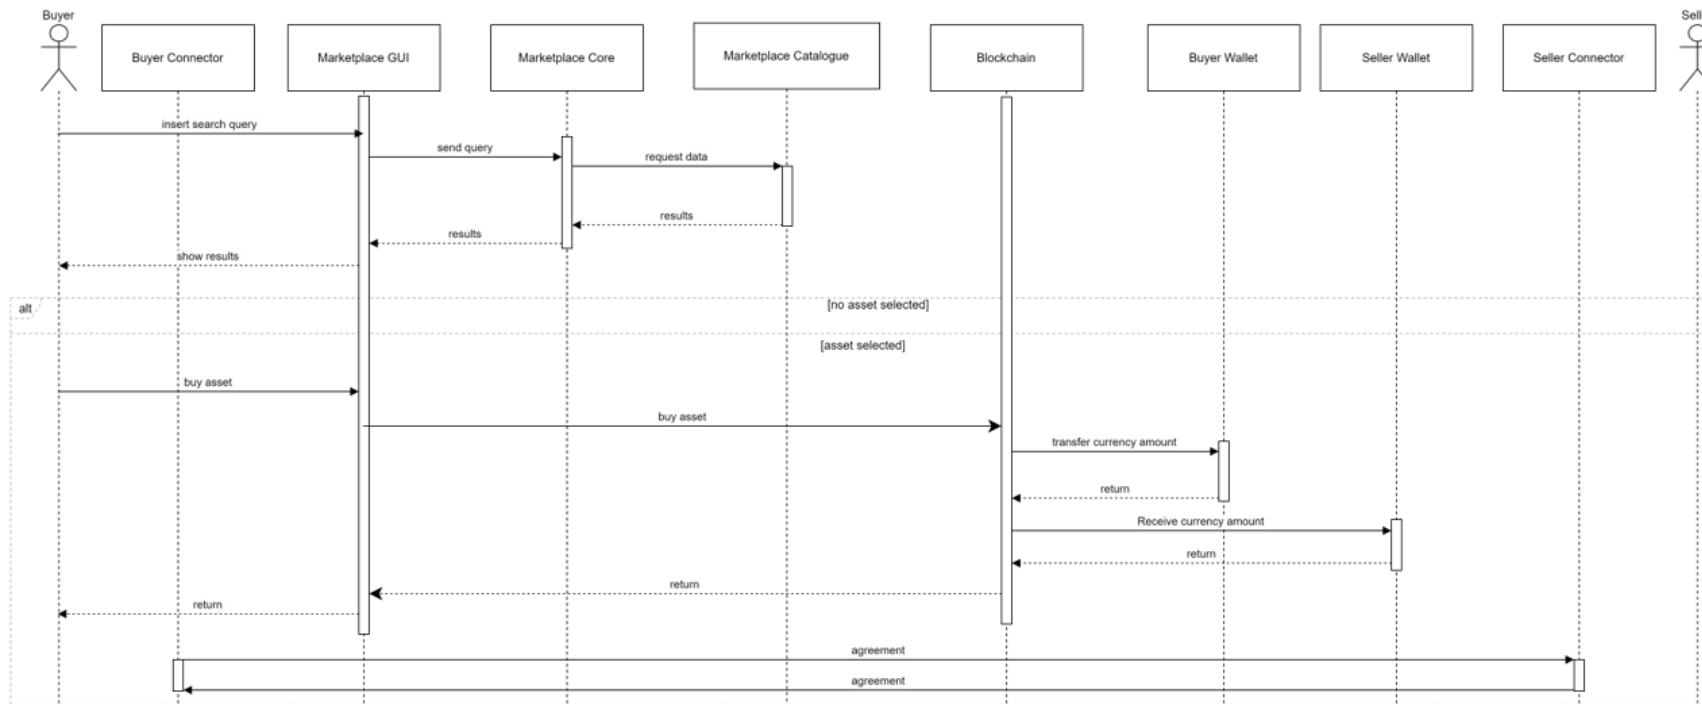 Buyer
Sell
Buyer Connector
Marketplace GUI
Marketplace Core
Marketplace Catalogue
Blockchain
Buyer Wallet
Seller Wallet
Seller Connector
insert search query
send query
request data
results
results
show results
alt
[no asset selected]
[asset selected]
buy asset
buy asset
transfer currency amount
return
Receive currency amount
return
return
return
agreement
agreement